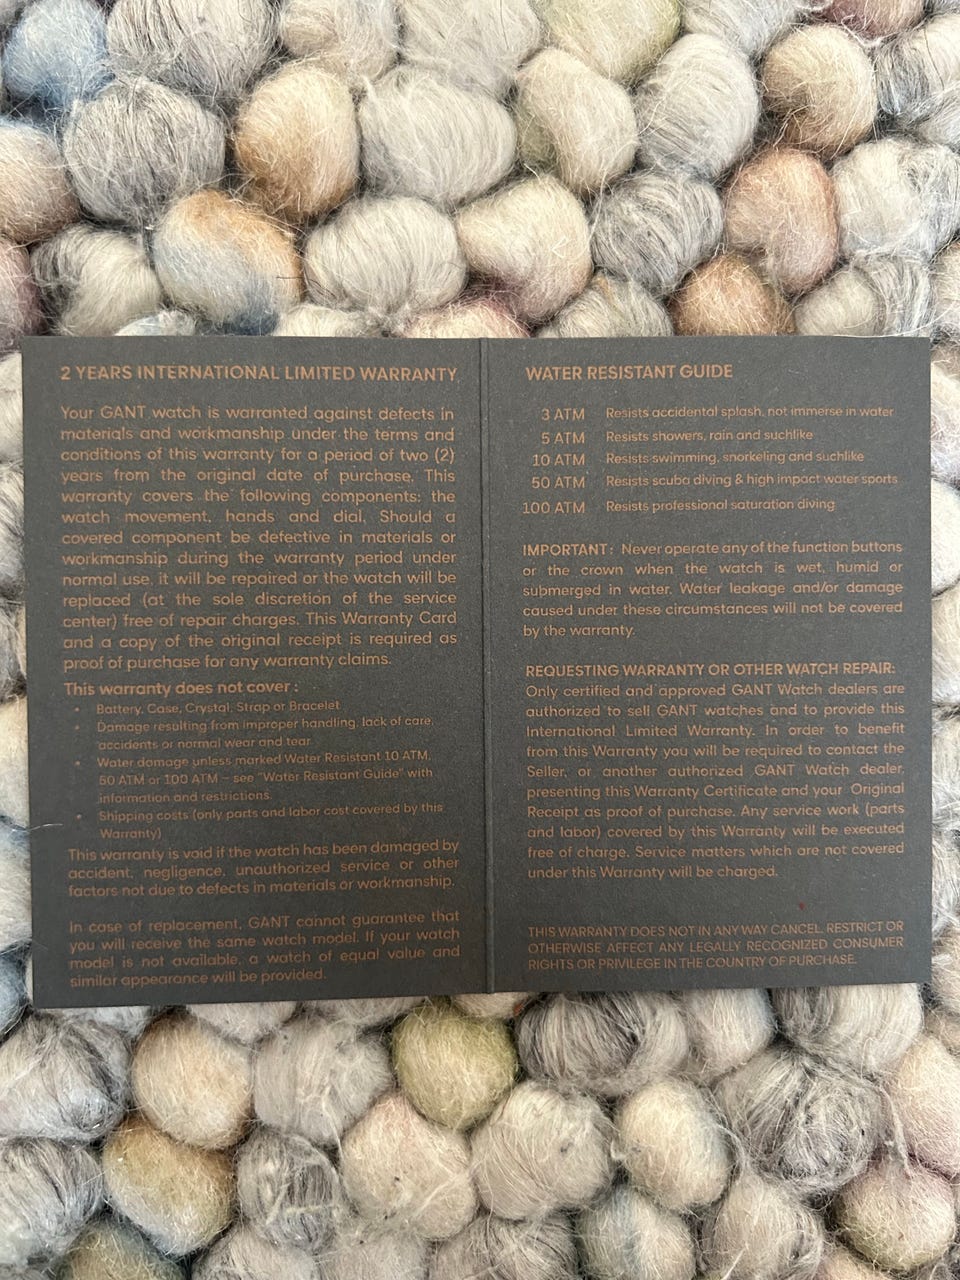 2 YEARS INTERNATIONAL LIMITED WARRANTY
Your GANT watch is warranted against defects in
materials and workmanship under the terms and
conditions of this warranty for a period of two (2)
years from the original date of purchase. This
warranty covers the following components: the
watch movement, hands and dial. Should a
covered component be defective in materials or
workmanship during the warranty period under
normal use, it will be repaired or the watch will be
replaced (at the sole discretion of the service
center) free of repair charges. This Warranty Card
and a copy of the original receipt is required as
proof of purchase for any warranty claims.
This warranty does not cover :
• Battery, Case, Crystal, Strap or Bracelet
• Damage resulting from improper handling, lack of care,
accidents or normal wear and tear
• Water damage unless marked Water Resistant 10 ATM,
50 ATM or 100 ATM – see "Water Resistant Guide" with
information and restrictions.
• Shipping costs (only parts and labor cost covered by this
Warranty)
This warranty is void if the watch has been damaged by
accident, negligence, unauthorized service or other
factors not due to defects in materials or workmanship.
In case of replacement, GANT cannot guarantee that
you will receive the same watch model. If your watch
model is not available, a watch of equal value and
similar appearance will be provided.
WATER RESISTANT GUIDE
3 ATM Resists accidental splash, not immerse in water
5 ATM Resists showers, rain and suchlike
10 ATM Resists swimming, snorkeling and suchlike
50 ATM Resists scuba diving & high impact water sports
100 ATM Resists professional saturation diving
IMPORTANT : Never operate any of the function buttons
or the crown when the watch is wet, humid or
submerged in water. Water leakage and/or damage
caused under these circumstances will not be covered
by the warranty.
REQUESTING WARRANTY OR OTHER WATCH REPAIR:
Only certified and approved GANT Watch dealers are
authorized to sell GANT watches and to provide this
International Limited Warranty. In order to benefit
from this Warranty you will be required to contact the
Seller, or another authorized GANT Watch dealer,
presenting this Warranty Certificate and your Original
Receipt as proof of purchase. Any service work (parts
and labor) covered by this Warranty will be executed
free of charge. Service matters which are not covered
under this Warranty will be charged.
THIS WARRANTY DOES NOT IN ANY WAY CANCEL, RESTRICT OR
OTHERWISE AFFECT ANY LEGALLY RECOGNIZED CONSUMER
RIGHTS OR PRIVILEGE IN THE COUNTRY OF PURCHASE.